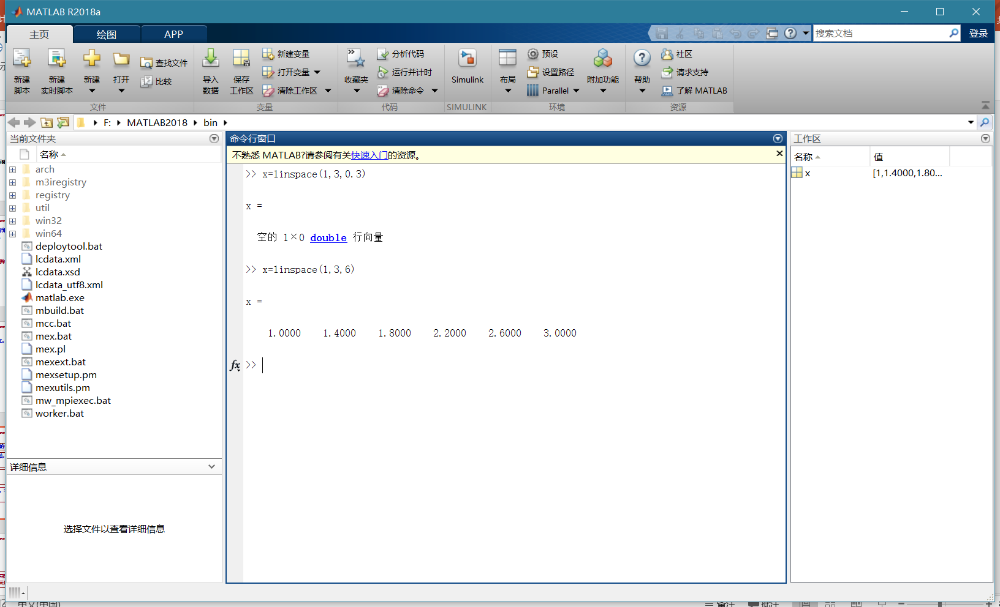 MATLAB R2018a
主页 绘图 APP
搜索文档 登录
新建 脚本
新建 实时脚本
新建
打开
查找文件
比较
文件
导入 数据
保存 工作区
新建变量
打开变量
清除工作区
变量
收藏夹
分析代码
运行并计时
清除命令
代码
Simulink
SIMULINK
布局
预设
设置路径
Parallel
附加功能
环境
帮助
社区
请求支持
了解 MATLAB
资源
F: MATLAB2018 bin
当前文件夹
名称
arch
m3iregistry
registry
util
win32
win64
deploytool.bat
lcdata.xml
lcdata.xsd
lcdata_utf8.xml
matlab.exe
mbuild.bat
mcc.bat
mex.bat
mex.pl
mexext.bat
mexsetup.pm
mexutils.pm
mw_mpiexec.bat
worker.bat
详细信息
选择文件以查看详细信息
命令行窗口
不熟悉 MATLAB?请参阅有关快速入门的资源。
>> x=linspace(1,3,0.3)
x =
空的 1×0 double 行向量
>> x=linspace(1,3,6)
x =
1.0000 1.4000 1.8000 2.2000 2.6000 3.0000
fx >>
工作区
名称 值
x [1,1.4000,1.80...
中文(中国)
备注 批注